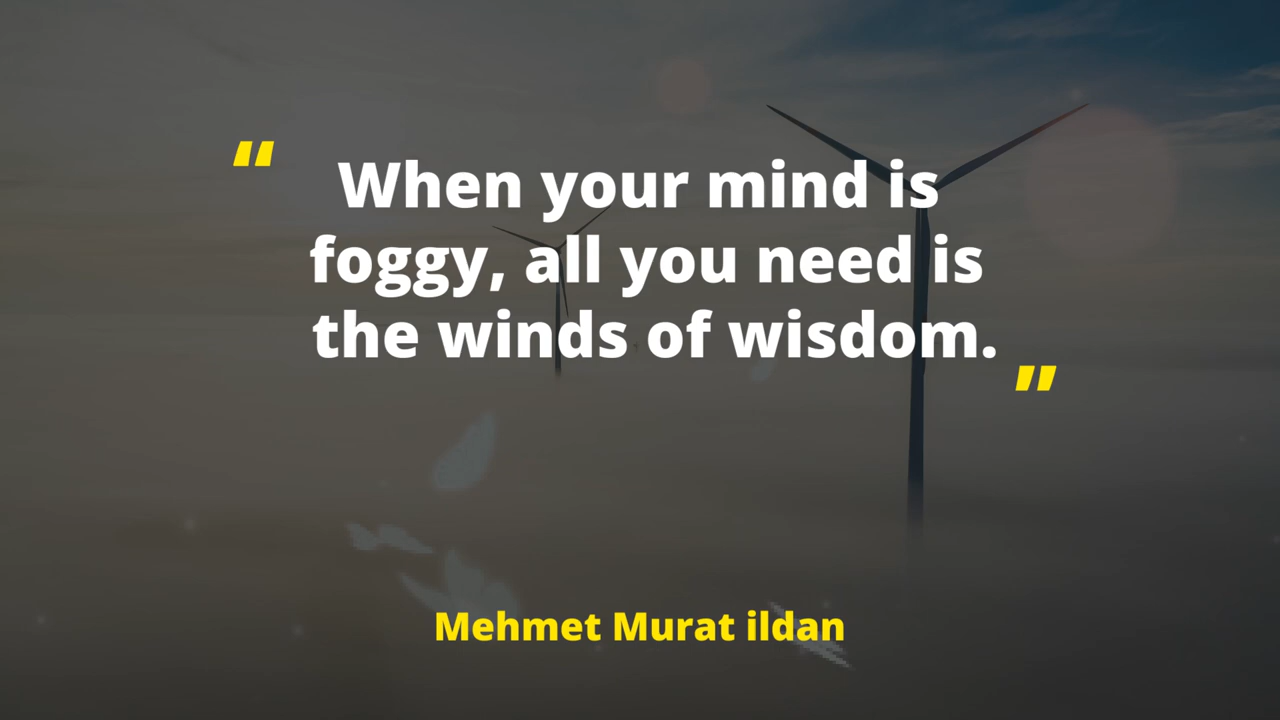 “ When your mind is
foggy, all you need is
the winds of wisdom. ”
Mehmet Murat ildan